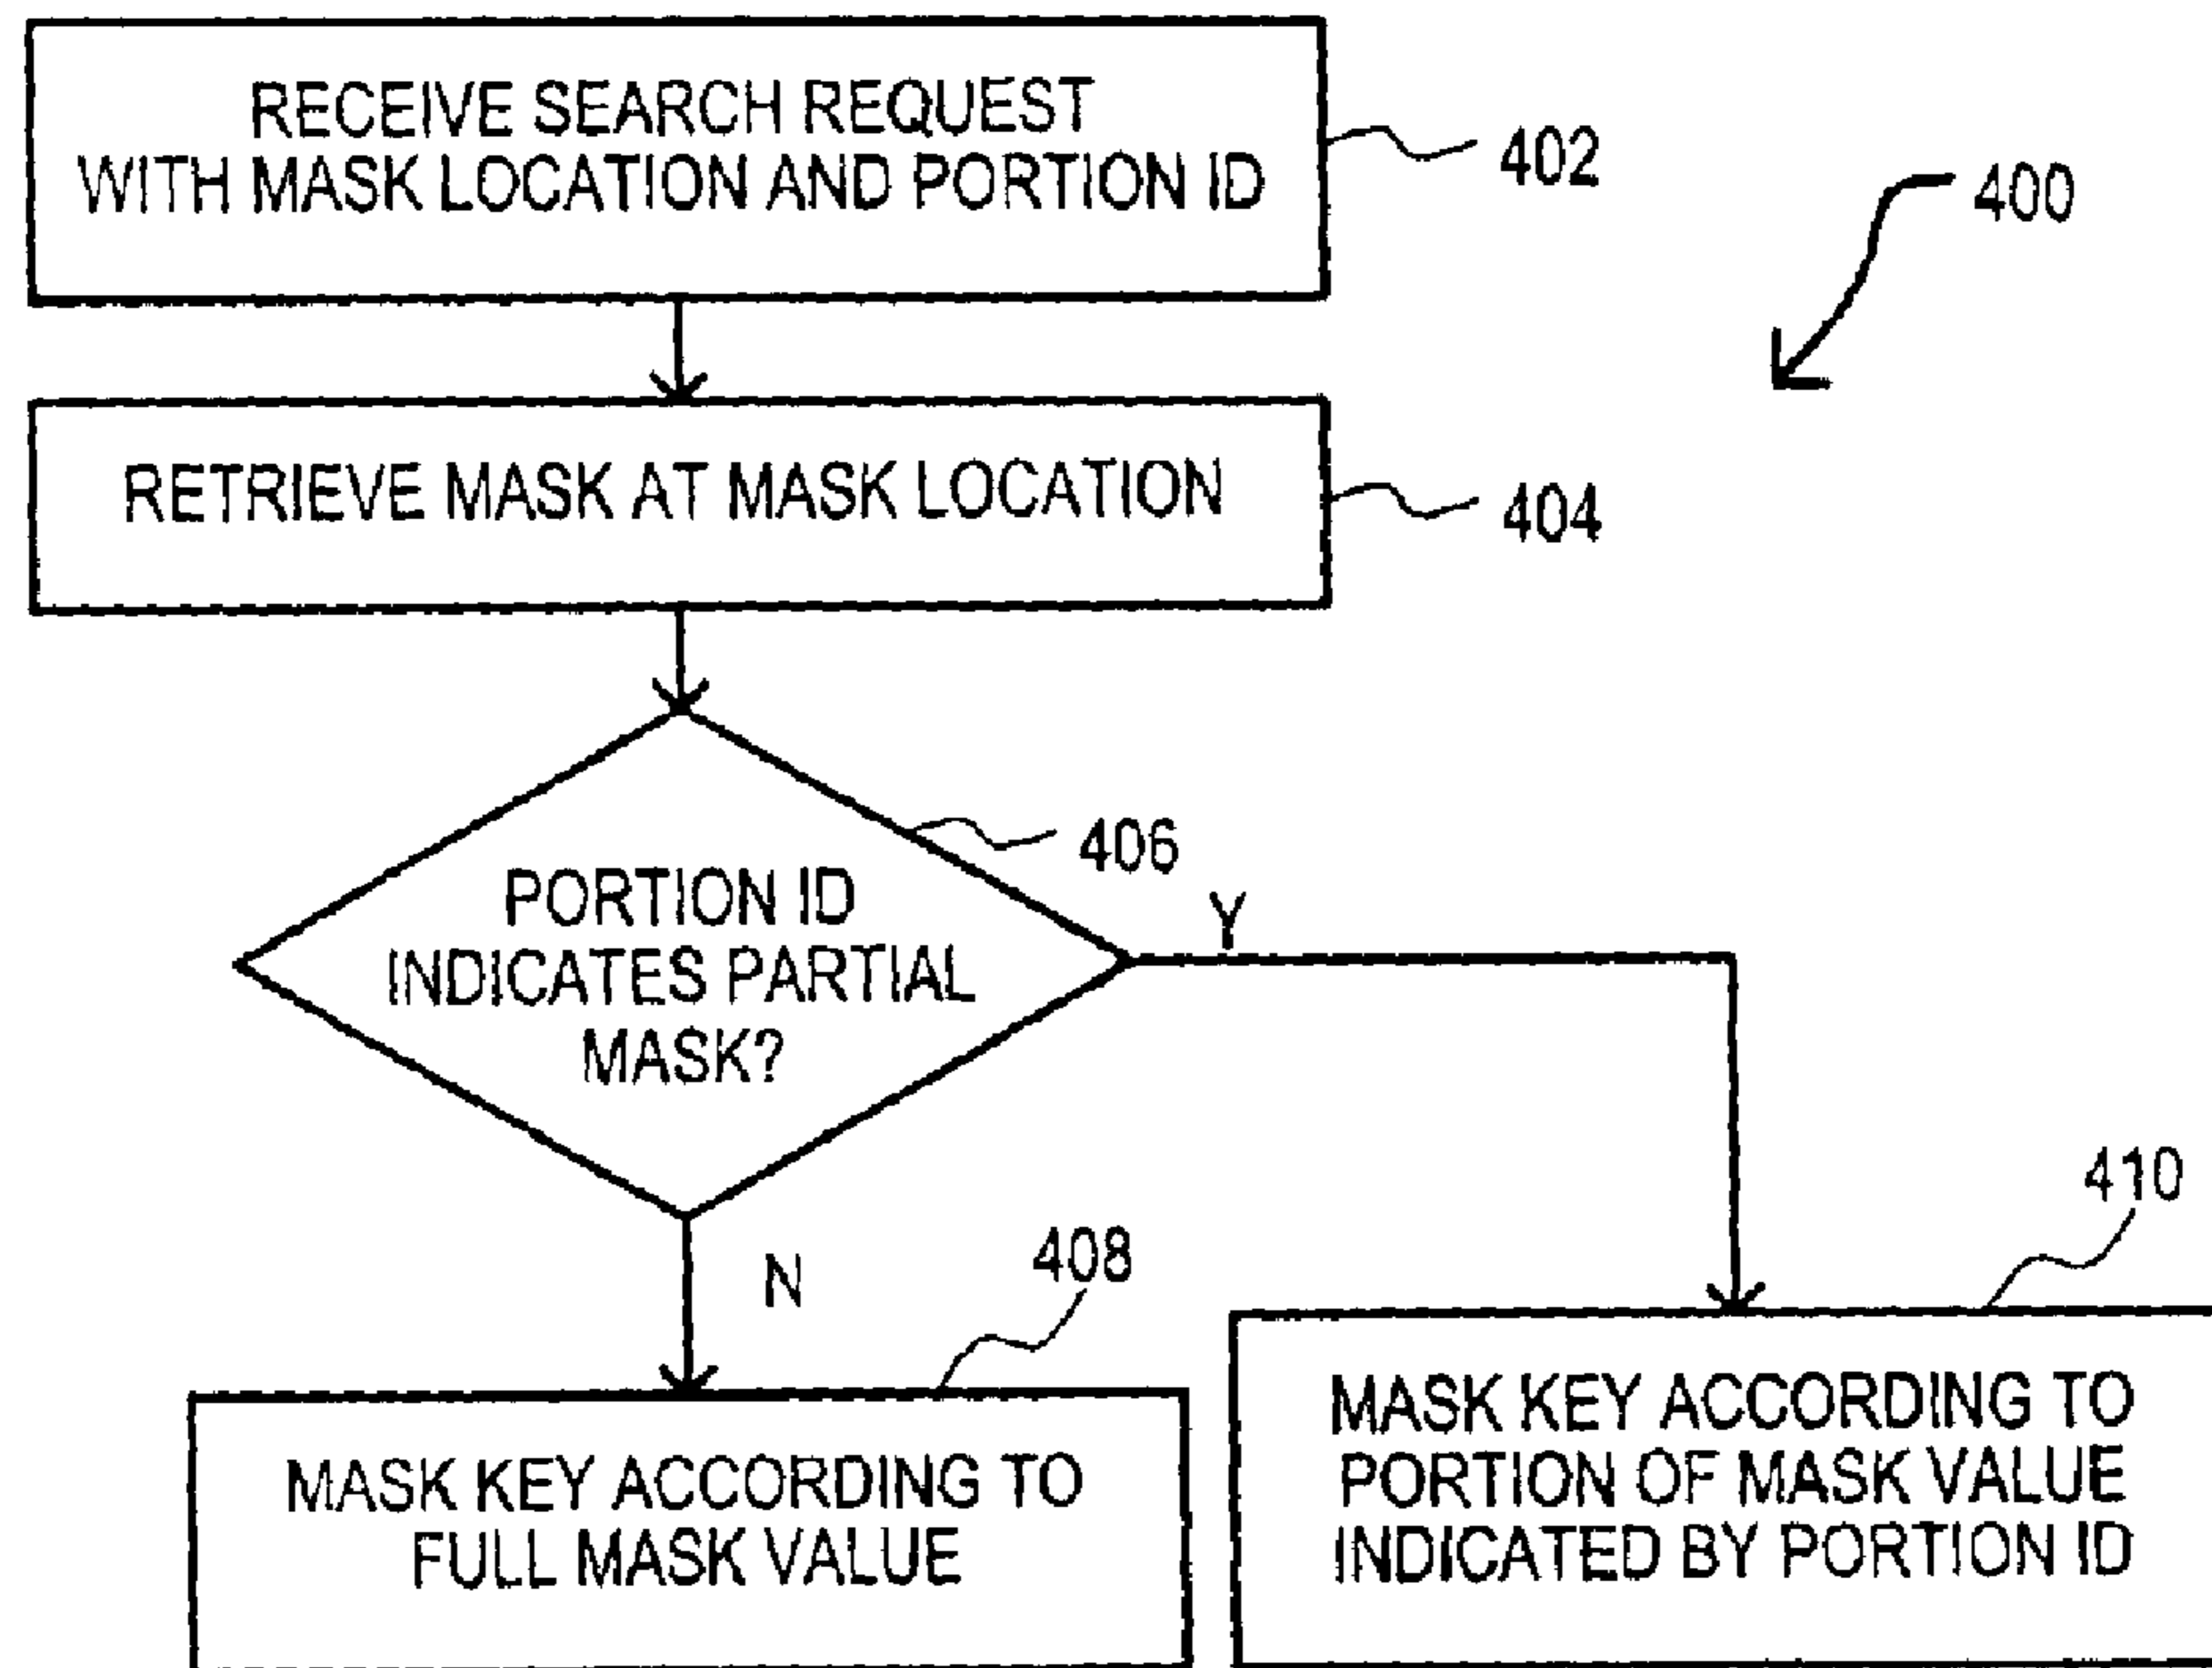 RECEIVE SEARCH REQUEST
WITH MASK LOCATION AND PORTION ID
402
400
RETRIEVE MASK AT MASK LOCATION
404
406
PORTION ID
INDICATES PARTIAL
MASK?
Y
N
408
410
MASK KEY ACCORDING TO
FULL MASK VALUE
MASK KEY ACCORDING TO
PORTION OF MASK VALUE
INDICATED BY PORTION ID